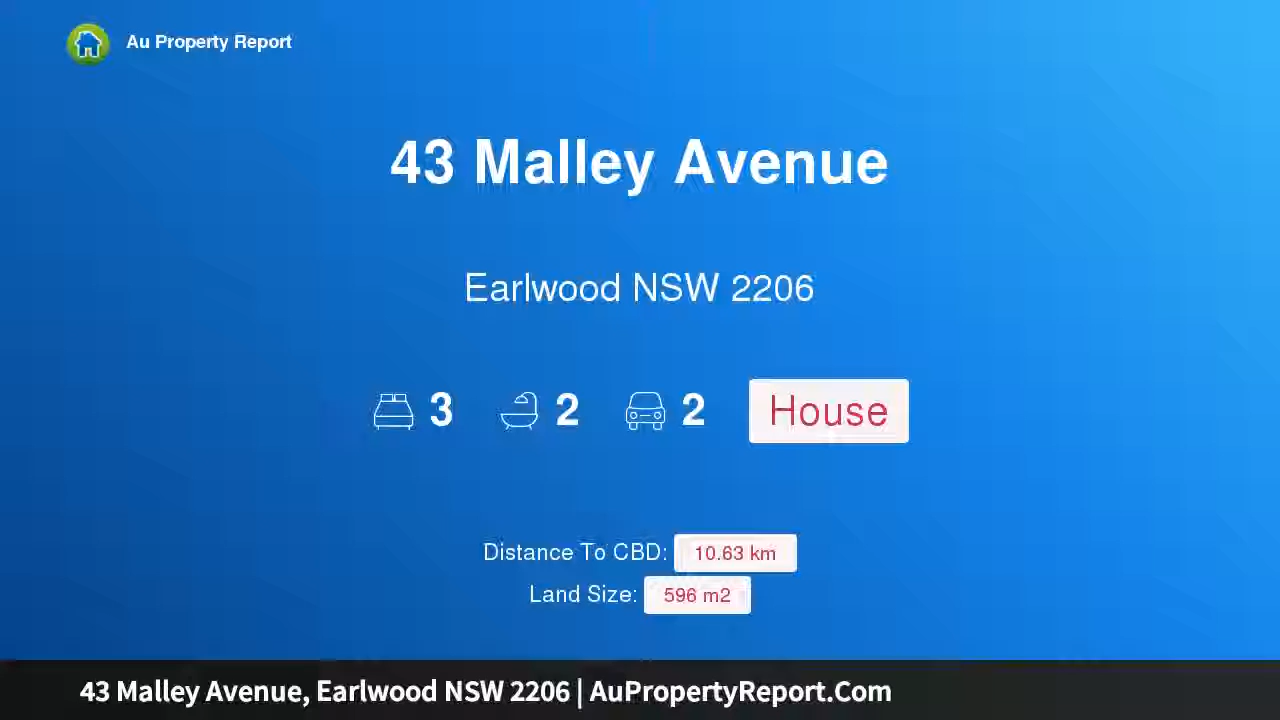 Au Property Report
43 Malley Avenue
Earlwood NSW 2206
3 2 2 House
Distance To CBD: 10.63 km
Land Size: 596 m2
43 Malley Avenue, Earlwood NSW 2206 | AuPropertyReport.Com